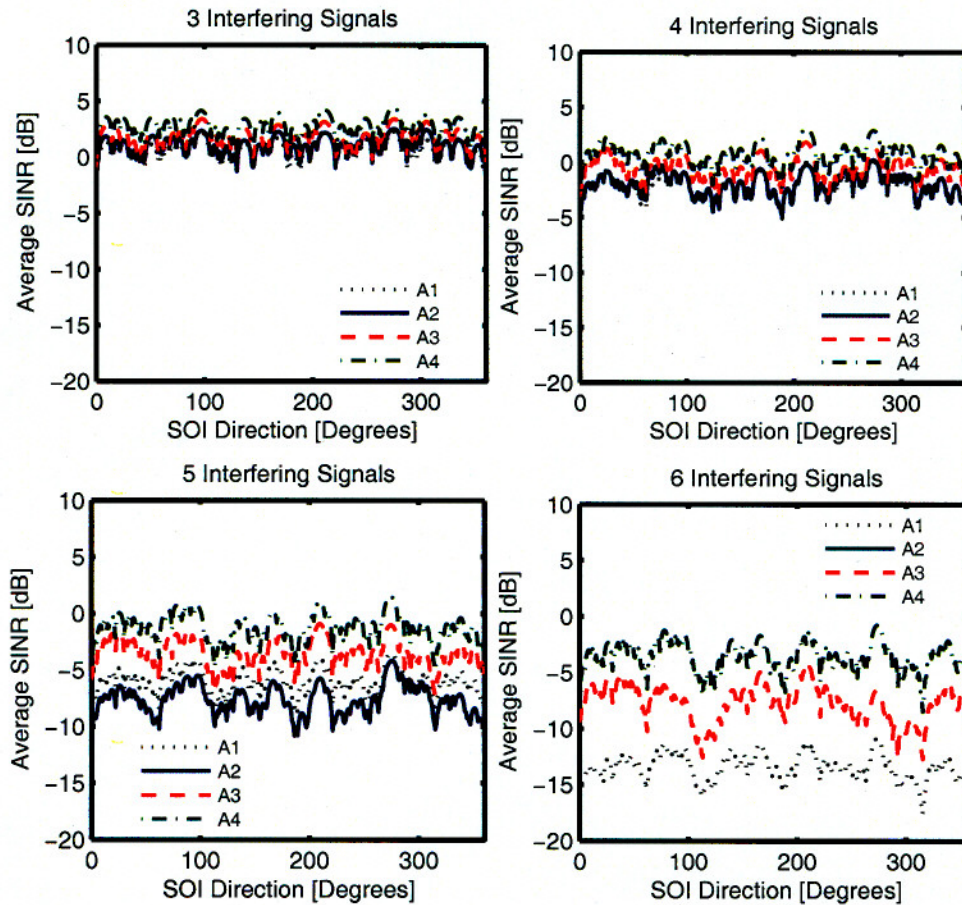 3 Interfering Signals
10
5
0
−5
−10
−15
−20
Average SINR [dB]
A1
A2
A3
A4
0 100 200 300
SOI Direction [Degrees]
4 Interfering Signals
10
5
0
−5
−10
−15
−20
Average SINR [dB]
A1
A2
A3
A4
0 100 200 300
SOI Direction [Degrees]
5 Interfering Signals
10
5
0
−5
−10
−15
−20
Average SINR [dB]
A1
A2
A3
A4
0 100 200 300
SOI Direction [Degrees]
6 Interfering Signals
10
5
0
−5
−10
−15
−20
Average SINR [dB]
A1
A2
A3
A4
0 100 200 300
SOI Direction [Degrees]